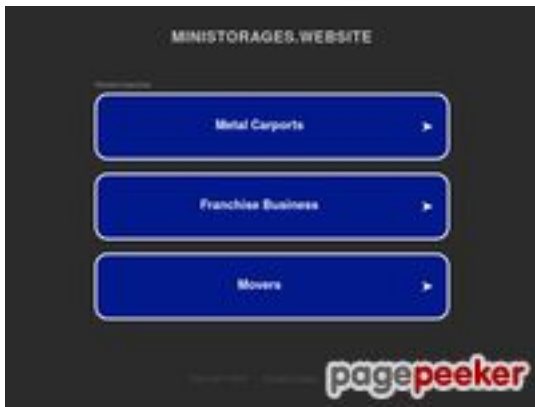 MINISTORAGES.WEBSITE
Metal Carports
Franchise Business
Movers
pagepeeker